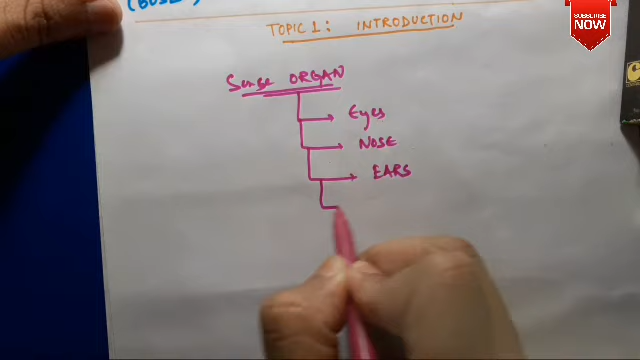 TOPIC 1: INTRODUCTION
SUBSCRIBE
NOW
Sense ORGAN
Eyes
NOSE
EARS